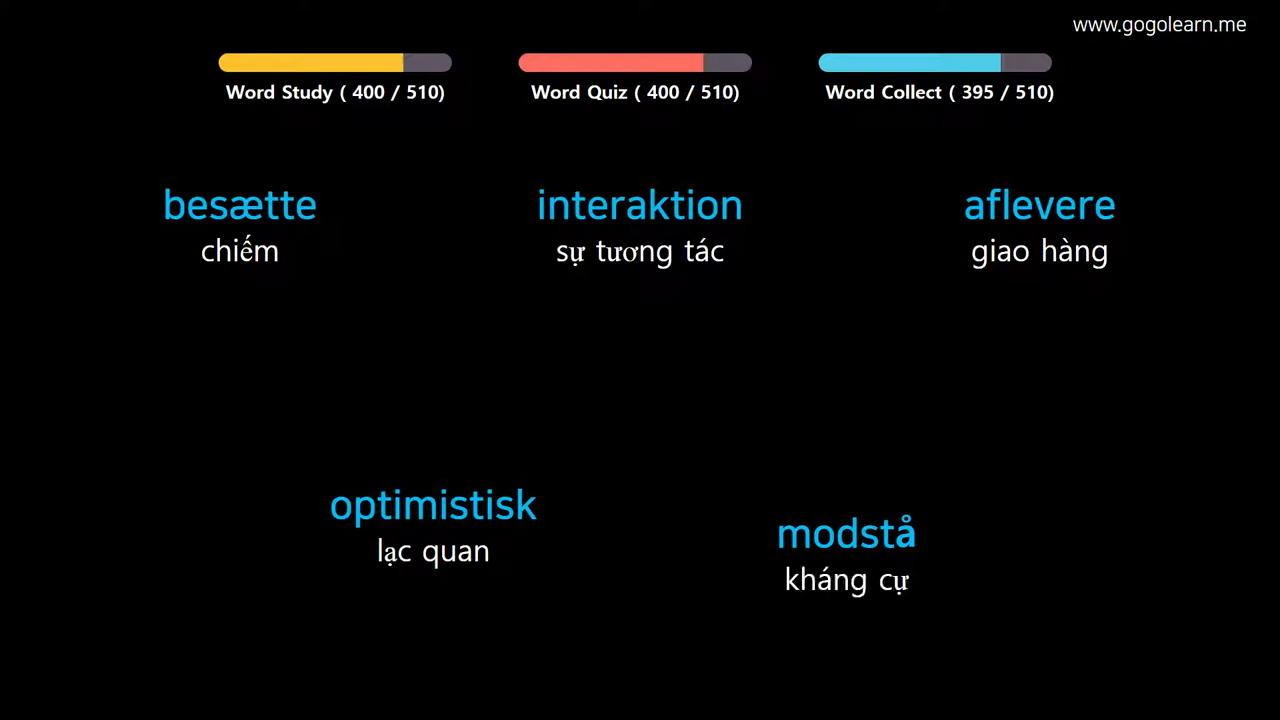 www.gogolearn.me
Word Study ( 400 / 510)
Word Quiz ( 400 / 510)
Word Collect ( 395 / 510)
besætte
chiếm
interaktion
sự tương tác
aflevere
giao hàng
optimistisk
lạc quan
modstå
kháng cự